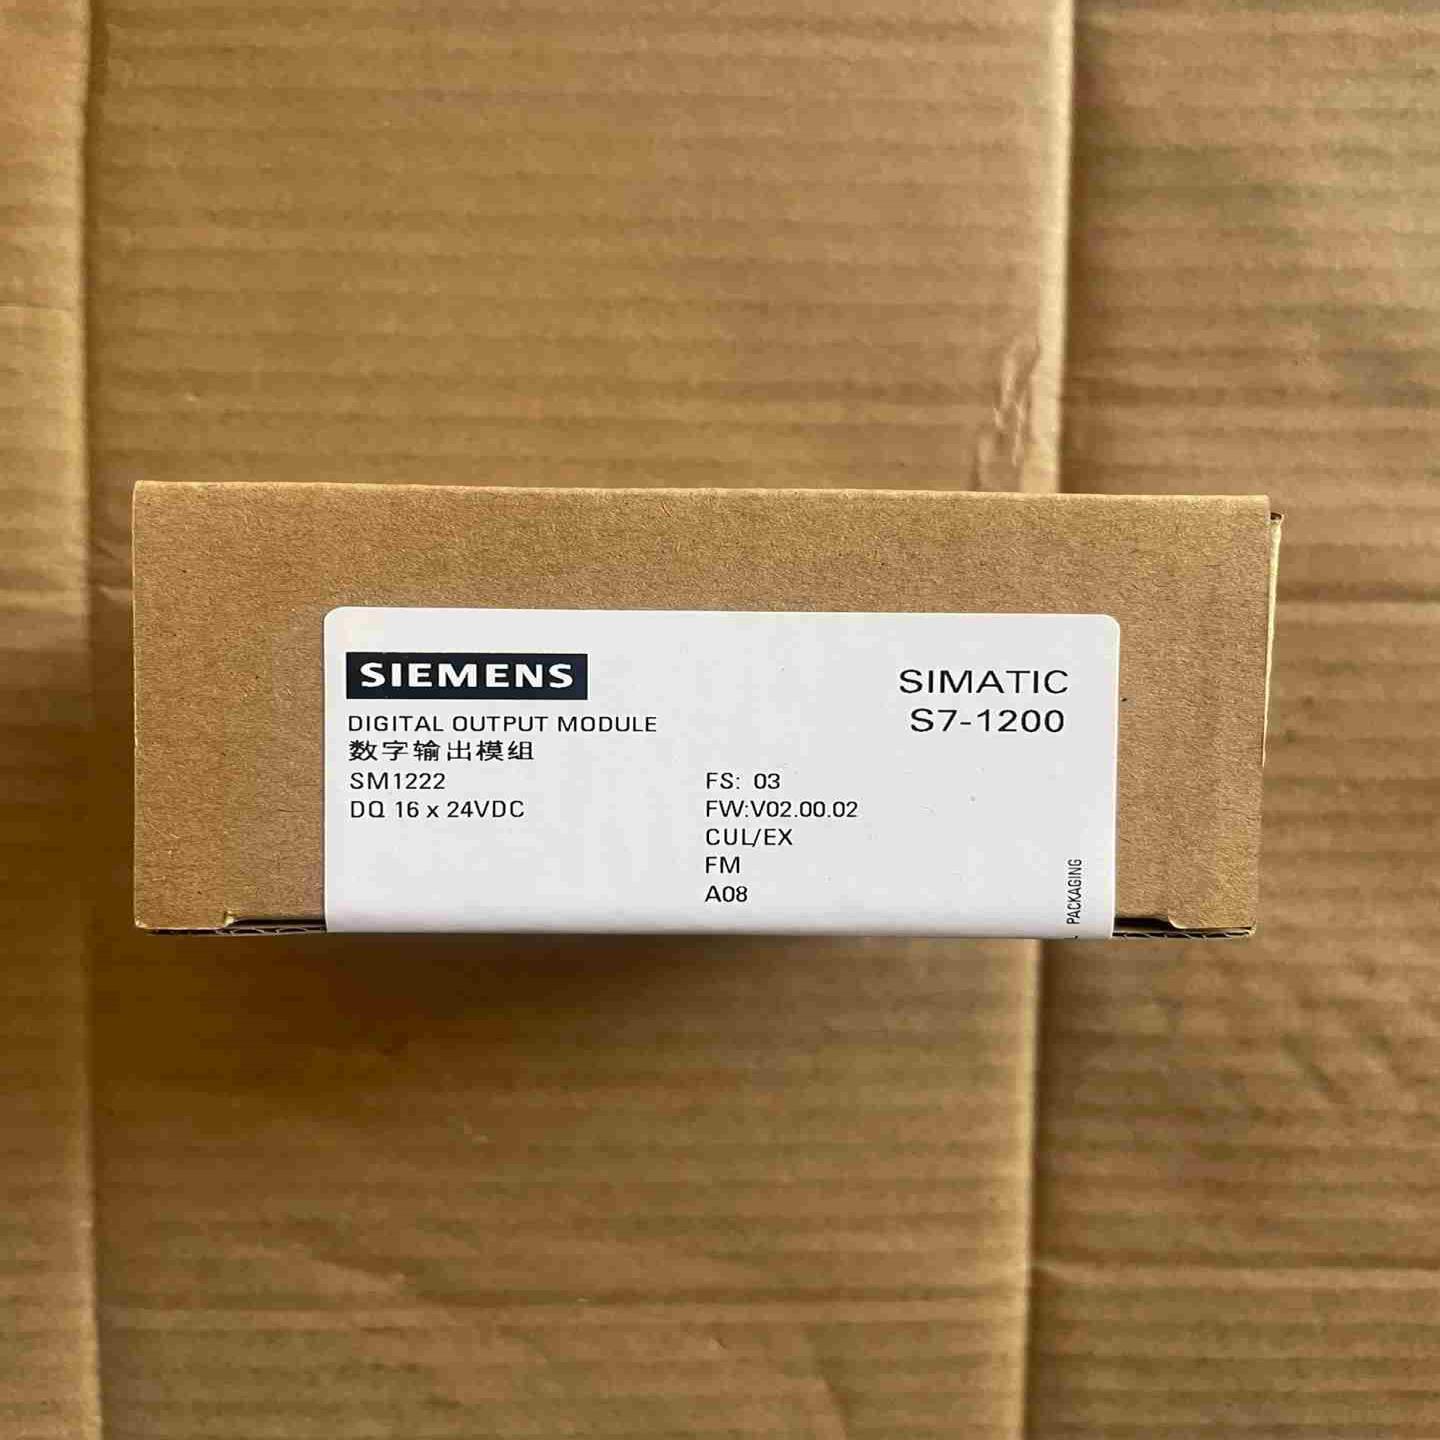 SIEMENS
SIMATIC
S7-1200
DIGITAL OUTPUT MODULE
数字输出模组
SM1222
DQ 16 x 24VDC
FS: 03
FW:V02.00.02
CUL/EX
FM
A08
PACKAGING